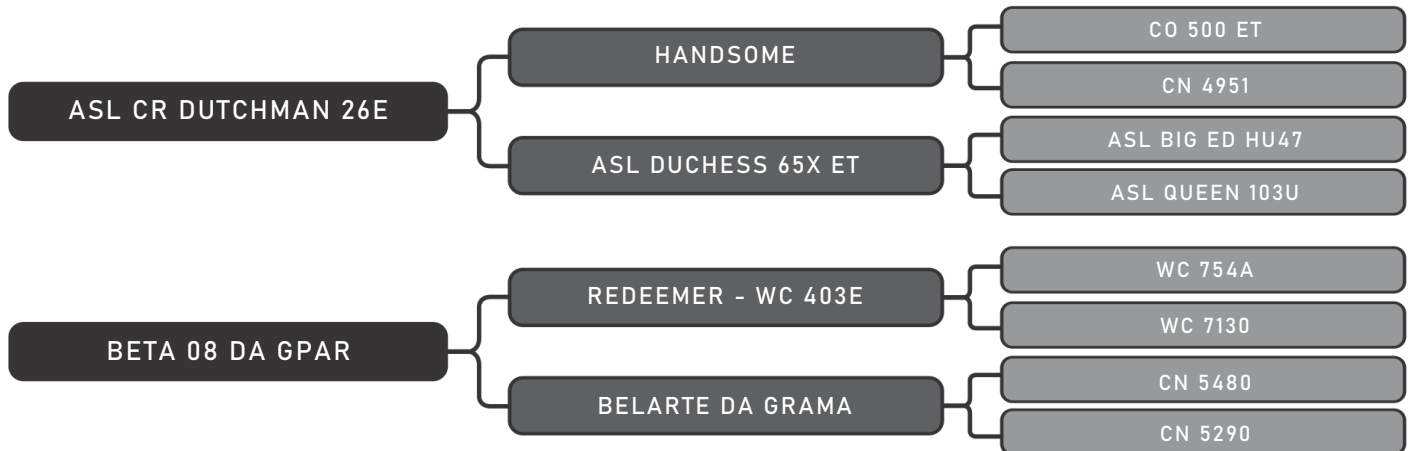 ASL CR DUTCHMAN 26E
HANDSOME
CO 500 ET
CN 4951
ASL DUCHESS 65X ET
ASL BIG ED HU47
ASL QUEEN 103U
BETA 08 DA GPAR
REDEEMER - WC 403E
WC 754A
WC 7130
BELARTE DA GRAMA
CN 5480
CN 5290